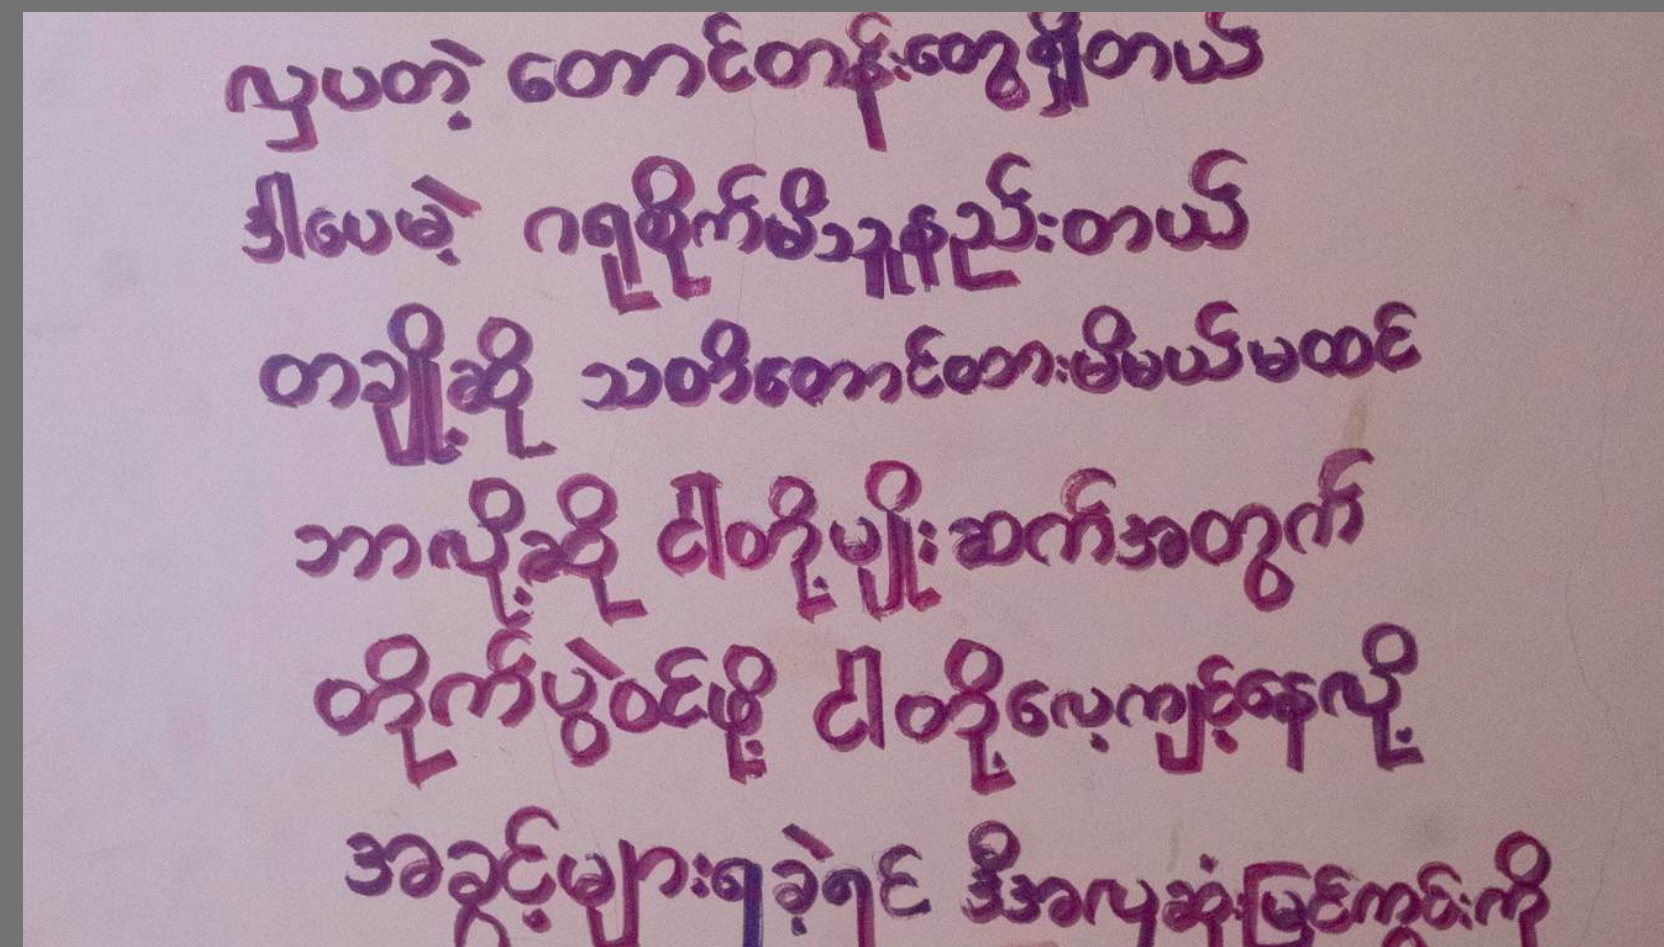 လှပတဲ့ တောင်တန်းတွေရှိတယ်
ဒါပေမဲ့ ဂရုစိုက်မိသူနည်းတယ်
တချို့ဆို သတိတောင်ထားမိမယ်မထင်
ဘာလို့ဆို ငါတို့မျိုးဆက်အတွက်
တိုက်ပွဲဝင်ဖို့ ငါတို့လေ့ကျင့်နေလို့
အခွင့်များရခဲ့ရင် ဒီအလှဆုံးမြင်ကွင်းကို